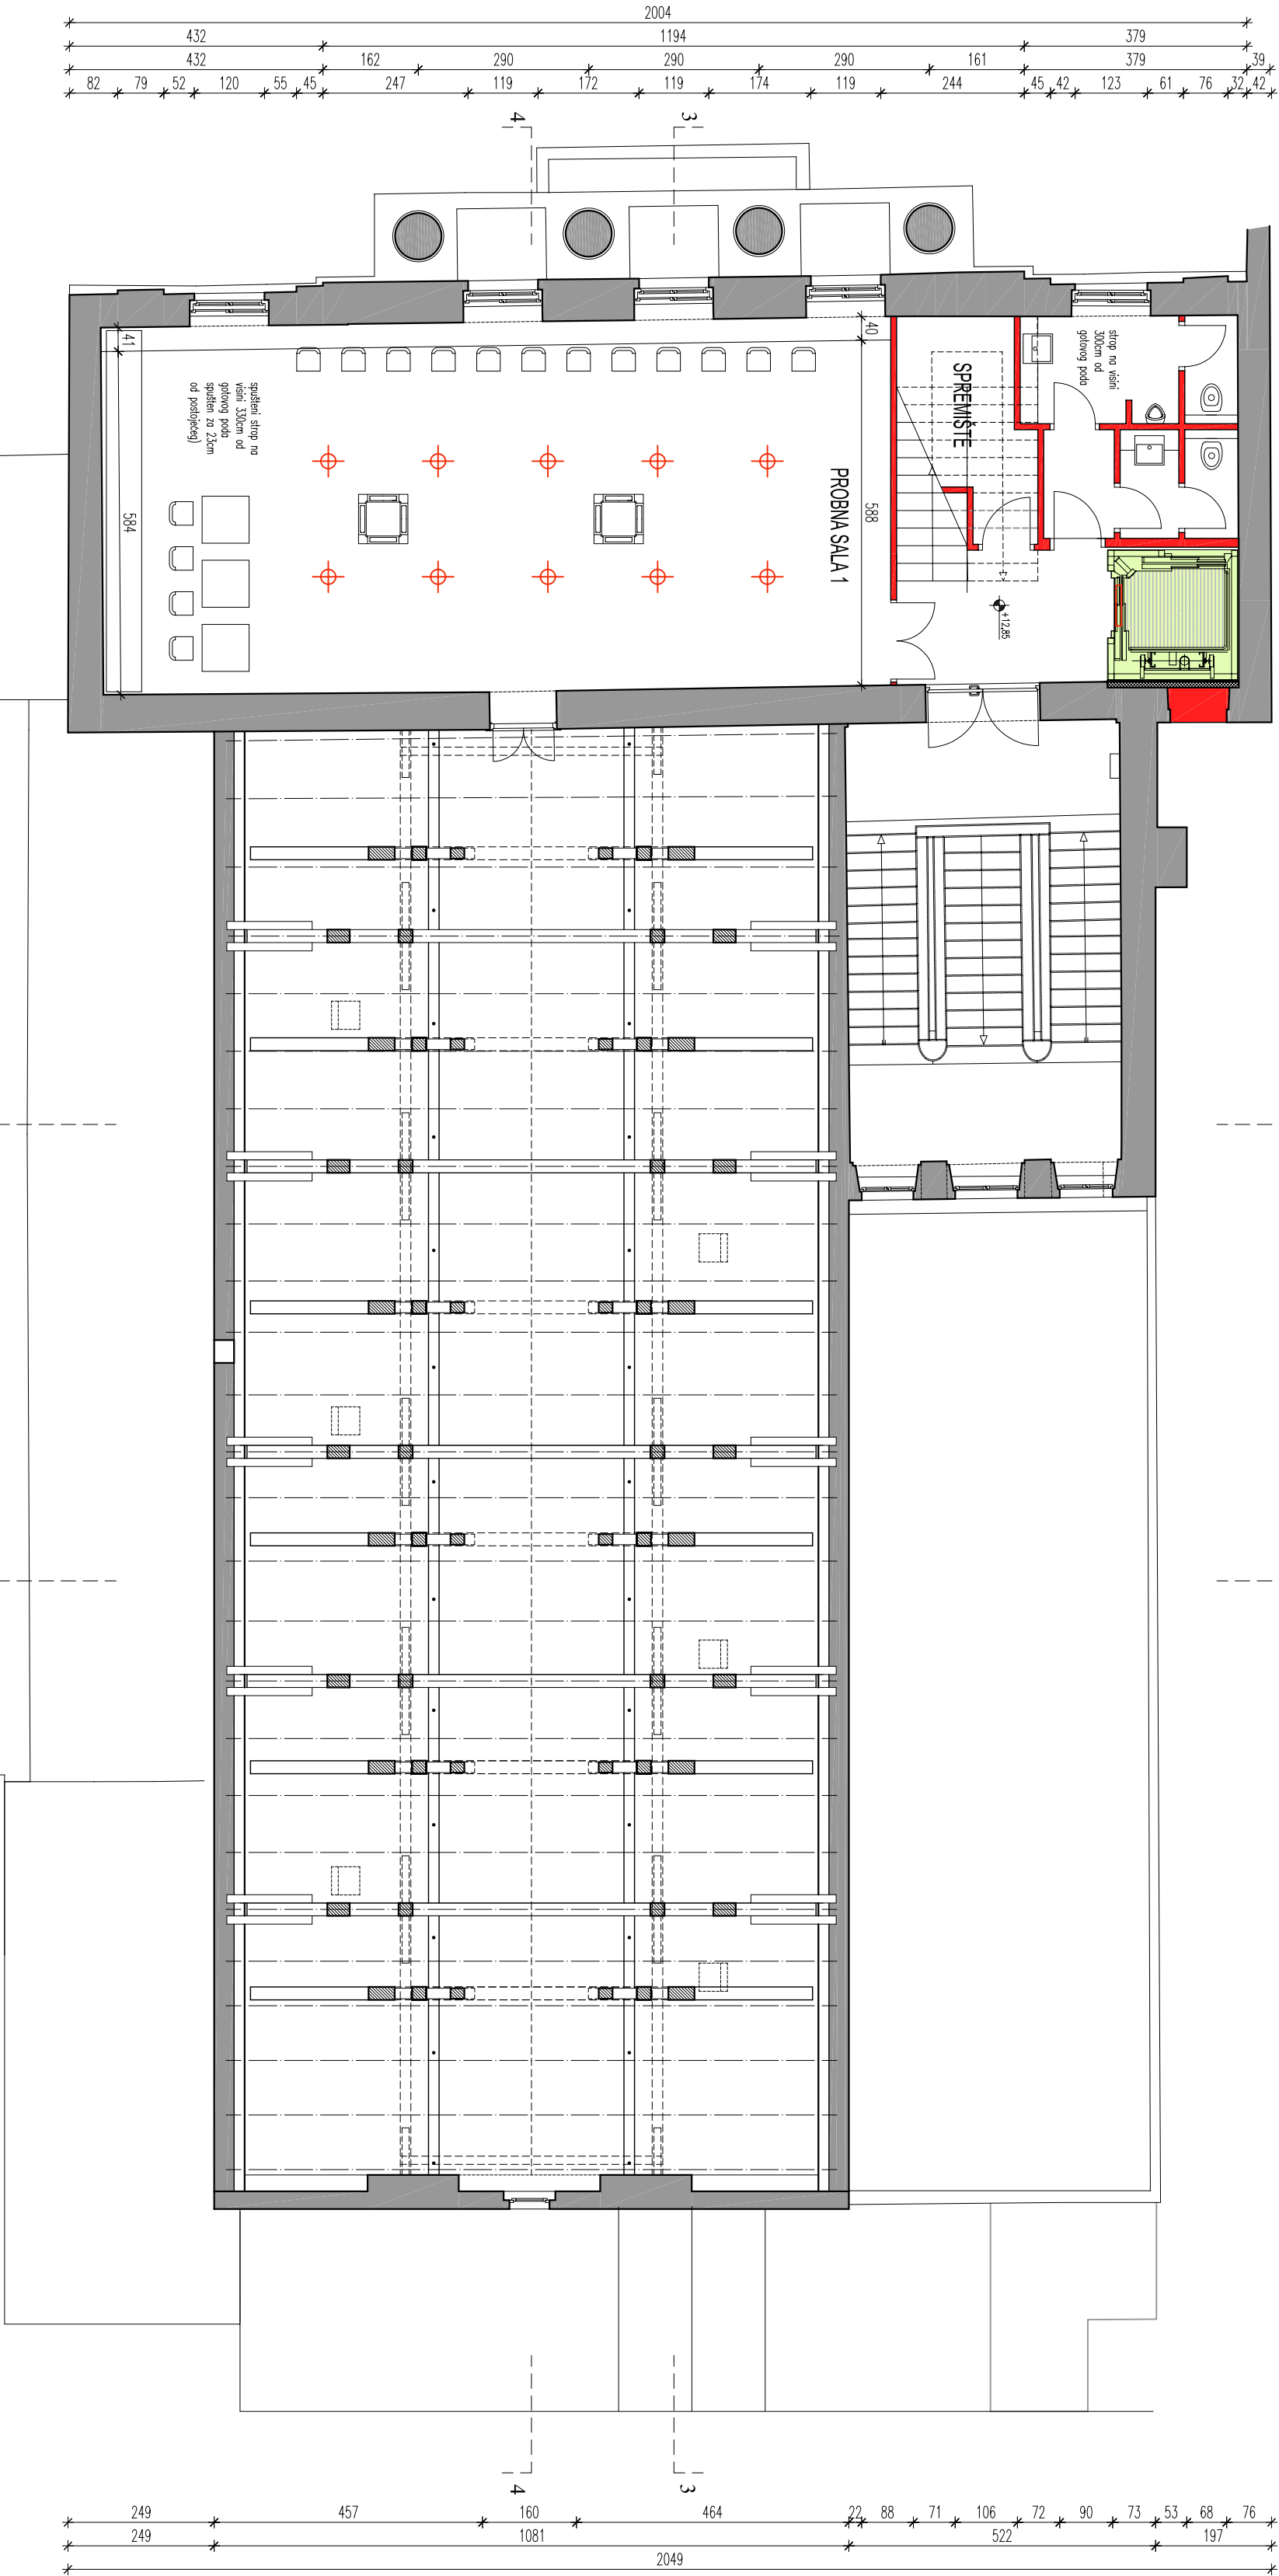 2004
432 1194 379
432 162 290 290 290 161 379 39
82 79 52 120 55 45 247 119 172 119 174 119 244 45 42 123 61 76 32 42
4 3
strop na visini
300cm od
gotovog poda
SPREMIŠTE
41
40
spušteni strop na
visini 330cm od
gotovog poda
spušten za 23cm
od postojećeg)
PROBNA SALA 1
588
584
+12,85
4 3
249 457 160 464 22 88 71 106 72 90 73 53 68 76
249 1081 522 197
2049